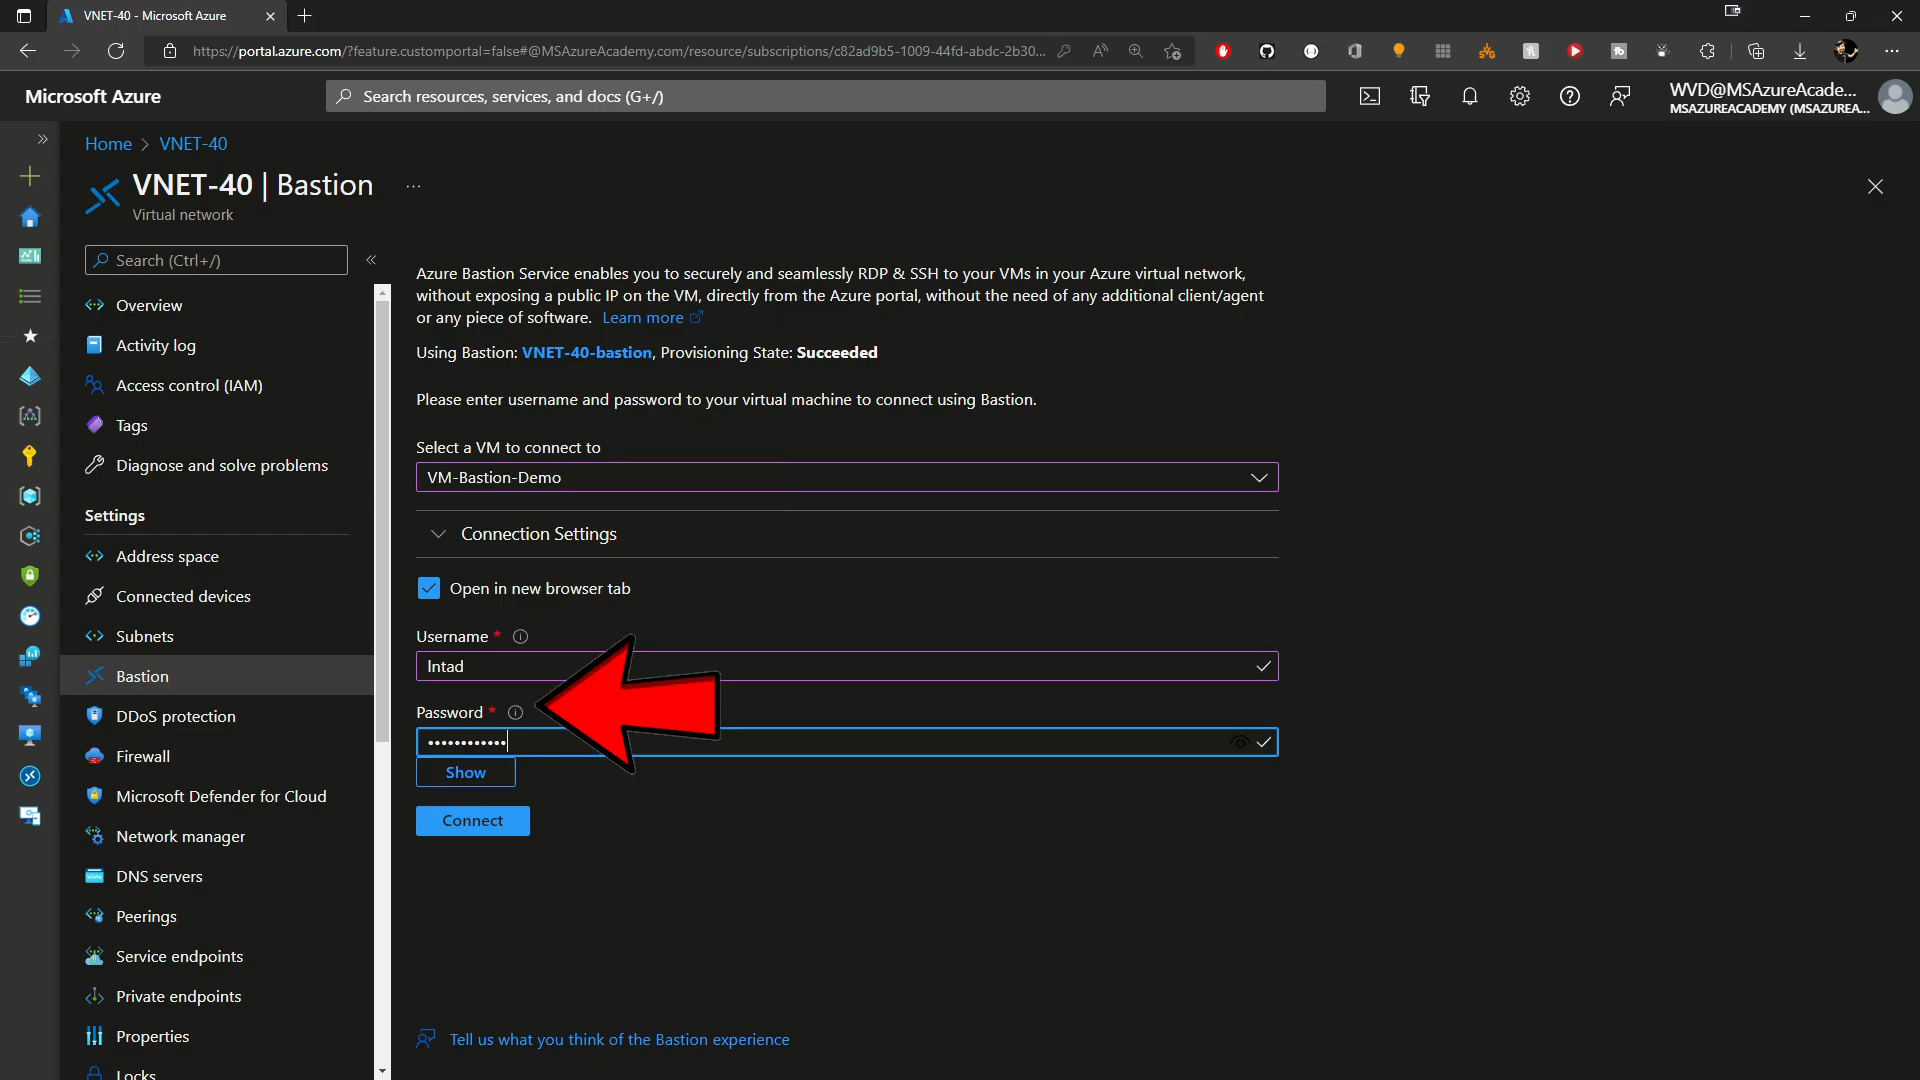 VNET-40 - Microsoft Azure
https://portal.azure.com/?feature.customportal=false#@MSAzureAcademy.com/resource/subscriptions/c82ad9b5-1009-44fd-abdc-2b30...
Microsoft Azure
Search resources, services, and docs (G+/)
WVD@MSAzureAcade...
MSAZUREACADEMY (MSAZUREA...
Home > VNET-40
VNET-40 | Bastion ...
Virtual network
Search (Ctrl+/)
Overview
Activity log
Access control (IAM)
Tags
Diagnose and solve problems
Settings
Address space
Connected devices
Subnets
Bastion
DDoS protection
Firewall
Microsoft Defender for Cloud
Network manager
DNS servers
Peerings
Service endpoints
Private endpoints
Properties
Locks
Azure Bastion Service enables you to securely and seamlessly RDP & SSH to your VMs in your Azure virtual network,
without exposing a public IP on the VM, directly from the Azure portal, without the need of any additional client/agent
or any piece of software. Learn more
Using Bastion: VNET-40-bastion, Provisioning State: Succeeded
Please enter username and password to your virtual machine to connect using Bastion.
Select a VM to connect to
VM-Bastion-Demo
Connection Settings
Open in new browser tab
Username *
Intad
Password *
••••••••••••
Show
Connect
Tell us what you think of the Bastion experience